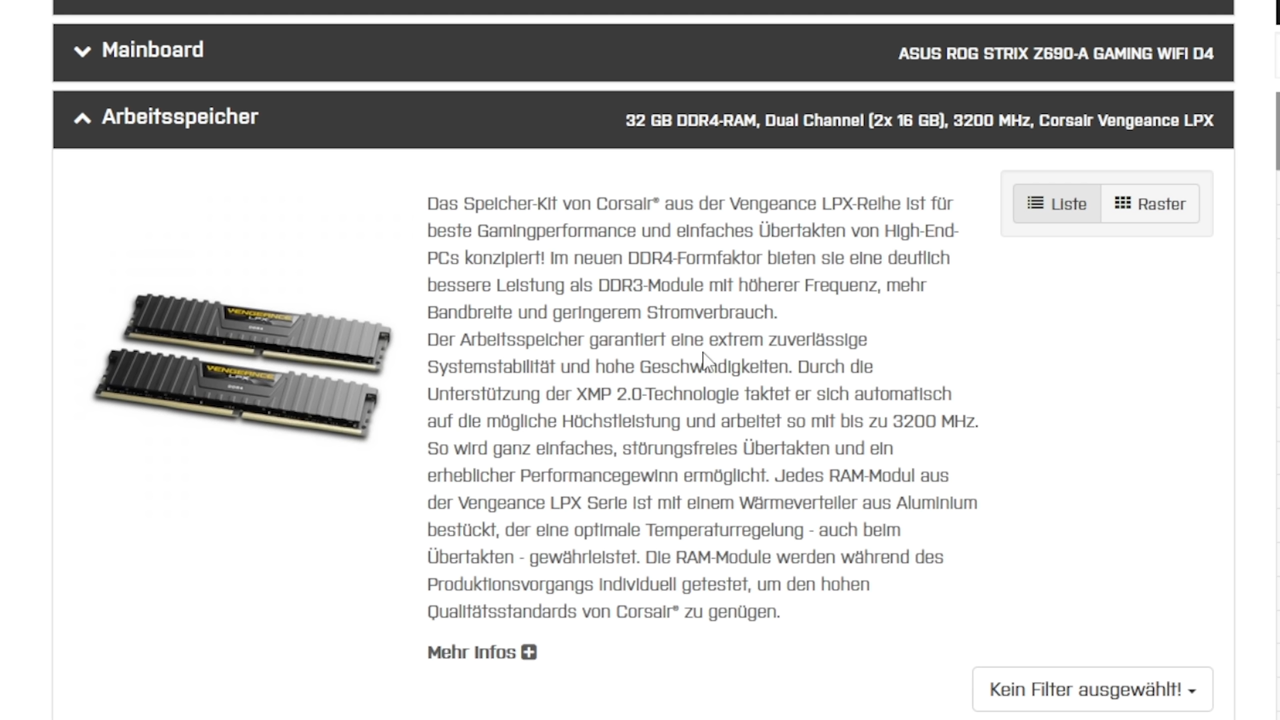 Mainboard
ASUS ROG STRIX Z690-A GAMING WIFI D4
Arbeitsspeicher
32 GB DDR4-RAM, Dual Channel (2x 16 GB), 3200 MHz, Corsair Vengeance LPX
Das Speicher-Kit von Corsair® aus der Vengeance LPX-Reihe ist für
beste Gamingperformance und einfaches Übertakten von High-End-
PCs konzipiert! Im neuen DDR4-Formfaktor bieten sie eine deutlich
bessere Leistung als DDR3-Module mit höherer Frequenz, mehr
Bandbreite und geringerem Stromverbrauch.
Der Arbeitsspeicher garantiert eine extrem zuverlässige
Systemstabilität und hohe Geschwindigkeiten. Durch die
Unterstützung der XMP 2.0-Technologie taktet er sich automatisch
auf die mögliche Höchstleistung und arbeitet so mit bis zu 3200 MHz.
So wird ganz einfaches, störungsfreies Übertakten und ein
erheblicher Performancegewinn ermöglicht. Jedes RAM-Modul aus
der Vengeance LPX Serie ist mit einem Wärmeverteiler aus Aluminium
bestückt, der eine optimale Temperaturregelung - auch beim
Übertakten - gewährleistet. Die RAM-Module werden während des
Produktionsvorgangs individuell getestet, um den hohen
Qualitätsstandards von Corsair® zu genügen.
Mehr Infos
Liste
Raster
VENGEANCE
LPX
DDR4
VENGEANCE
LPX
DDR4
Kein Filter ausgewählt!